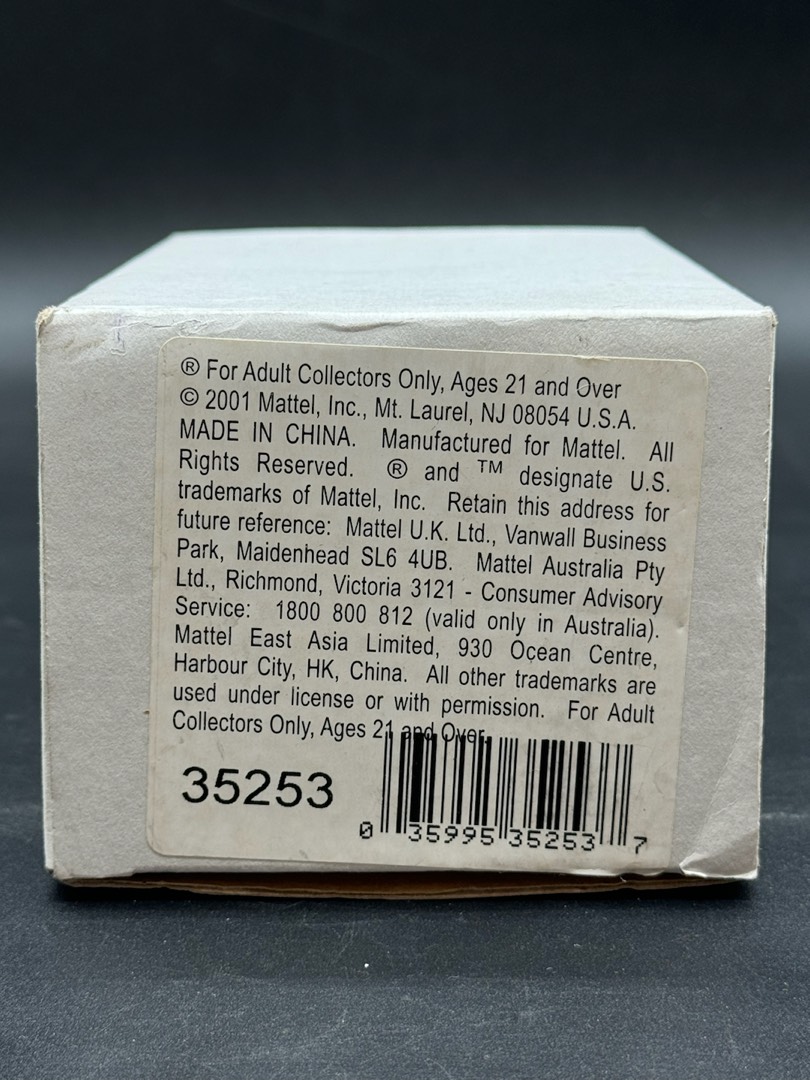 ® For Adult Collectors Only, Ages 21 and Over
© 2001 Mattel, Inc., Mt. Laurel, NJ 08054 U.S.A.
MADE IN CHINA. Manufactured for Mattel. All
Rights Reserved. ® and ™ designate U.S.
trademarks of Mattel, Inc. Retain this address for
future reference: Mattel U.K. Ltd., Vanwall Business
Park, Maidenhead SL6 4UB. Mattel Australia Pty
Ltd., Richmond, Victoria 3121 - Consumer Advisory
Service: 1800 800 812 (valid only in Australia).
Mattel East Asia Limited, 930 Ocean Centre,
Harbour City, HK, China. All other trademarks are
used under license or with permission. For Adult
Collectors Only, Ages 21 and Over.
35253
0 35995 35253 7